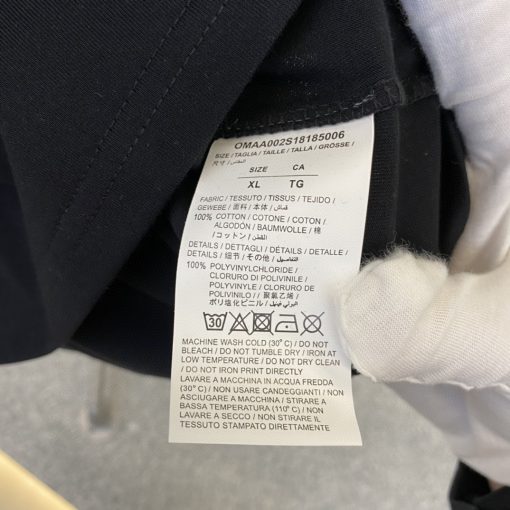 OMAA002S18185006
SIZE / TAGLIA / TAILLE / TALLA / GRÖSSE /
尺寸 / المقاس
SIZE CA
XL TG
FABRIC / TESSUTO / TISSUS / TEJIDO /
GEWEBE / 面料 / 本体 / قماش
100% COTTON / COTONE / COTON /
ALGODÓN / BAUMWOLLE / 棉
/ コットン / قطن
DETAILS / DETTAGLI / DÉTAILS / DETALLE /
DETAILS / 细节 / その他 / التفاصيل
100% POLYVINYLCHLORIDE /
CLORURO DI POLIVINILE /
POLYVINYLE / CLORURO DE
POLIVINILO / / 聚氯乙烯 /
ポリ塩化ビニル /
30
MACHINE WASH COLD (30° C) / DO NOT
BLEACH / DO NOT TUMBLE DRY / IRON AT
LOW TEMPERATURE / DO NOT DRY CLEAN
/ DO NOT IRON PRINT DIRECTLY
LAVARE A MACCHINA IN ACQUA FREDDA
(30° C) / NON USARE CANDEGGIANTI / NON
ASCIUGARE A MACCHINA / STIRARE A
BASSA TEMPERATURA (110° C) / NON
LAVARE A SECCO / NON STIRARE IL
TESSUTO STAMPATO DIRETTAMENTE